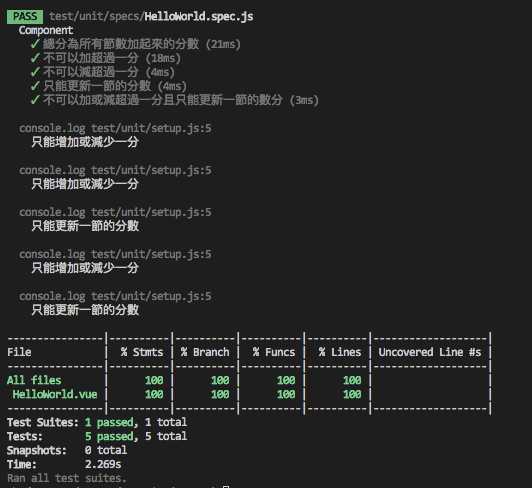 PASS test/unit/specs/HelloWorld.spec.js
Component
✓ 總分為所有節數加起來的分數 (21ms)
✓ 不可以加超過一分 (18ms)
✓ 不可以減超過一分 (4ms)
✓ 只能更新一節的分數 (4ms)
✓ 不可以加或減超過一分且只能更新一節的數分 (3ms)
console.log test/unit/setup.js:5
只能增加或減少一分
console.log test/unit/setup.js:5
只能增加或減少一分
console.log test/unit/setup.js:5
只能更新一節的分數
console.log test/unit/setup.js:5
只能增加或減少一分
console.log test/unit/setup.js:5
只能更新一節的分數
----------------|----------|----------|----------|----------|-------------------|
File | % Stmts | % Branch | % Funcs | % Lines | Uncovered Line #s |
----------------|----------|----------|----------|----------|-------------------|
All files | 100 | 100 | 100 | 100 | |
HelloWorld.vue | 100 | 100 | 100 | 100 | |
----------------|----------|----------|----------|----------|-------------------|
Test Suites: 1 passed, 1 total
Tests: 5 passed, 5 total
Snapshots: 0 total
Time: 2.269s
Ran all test suites.